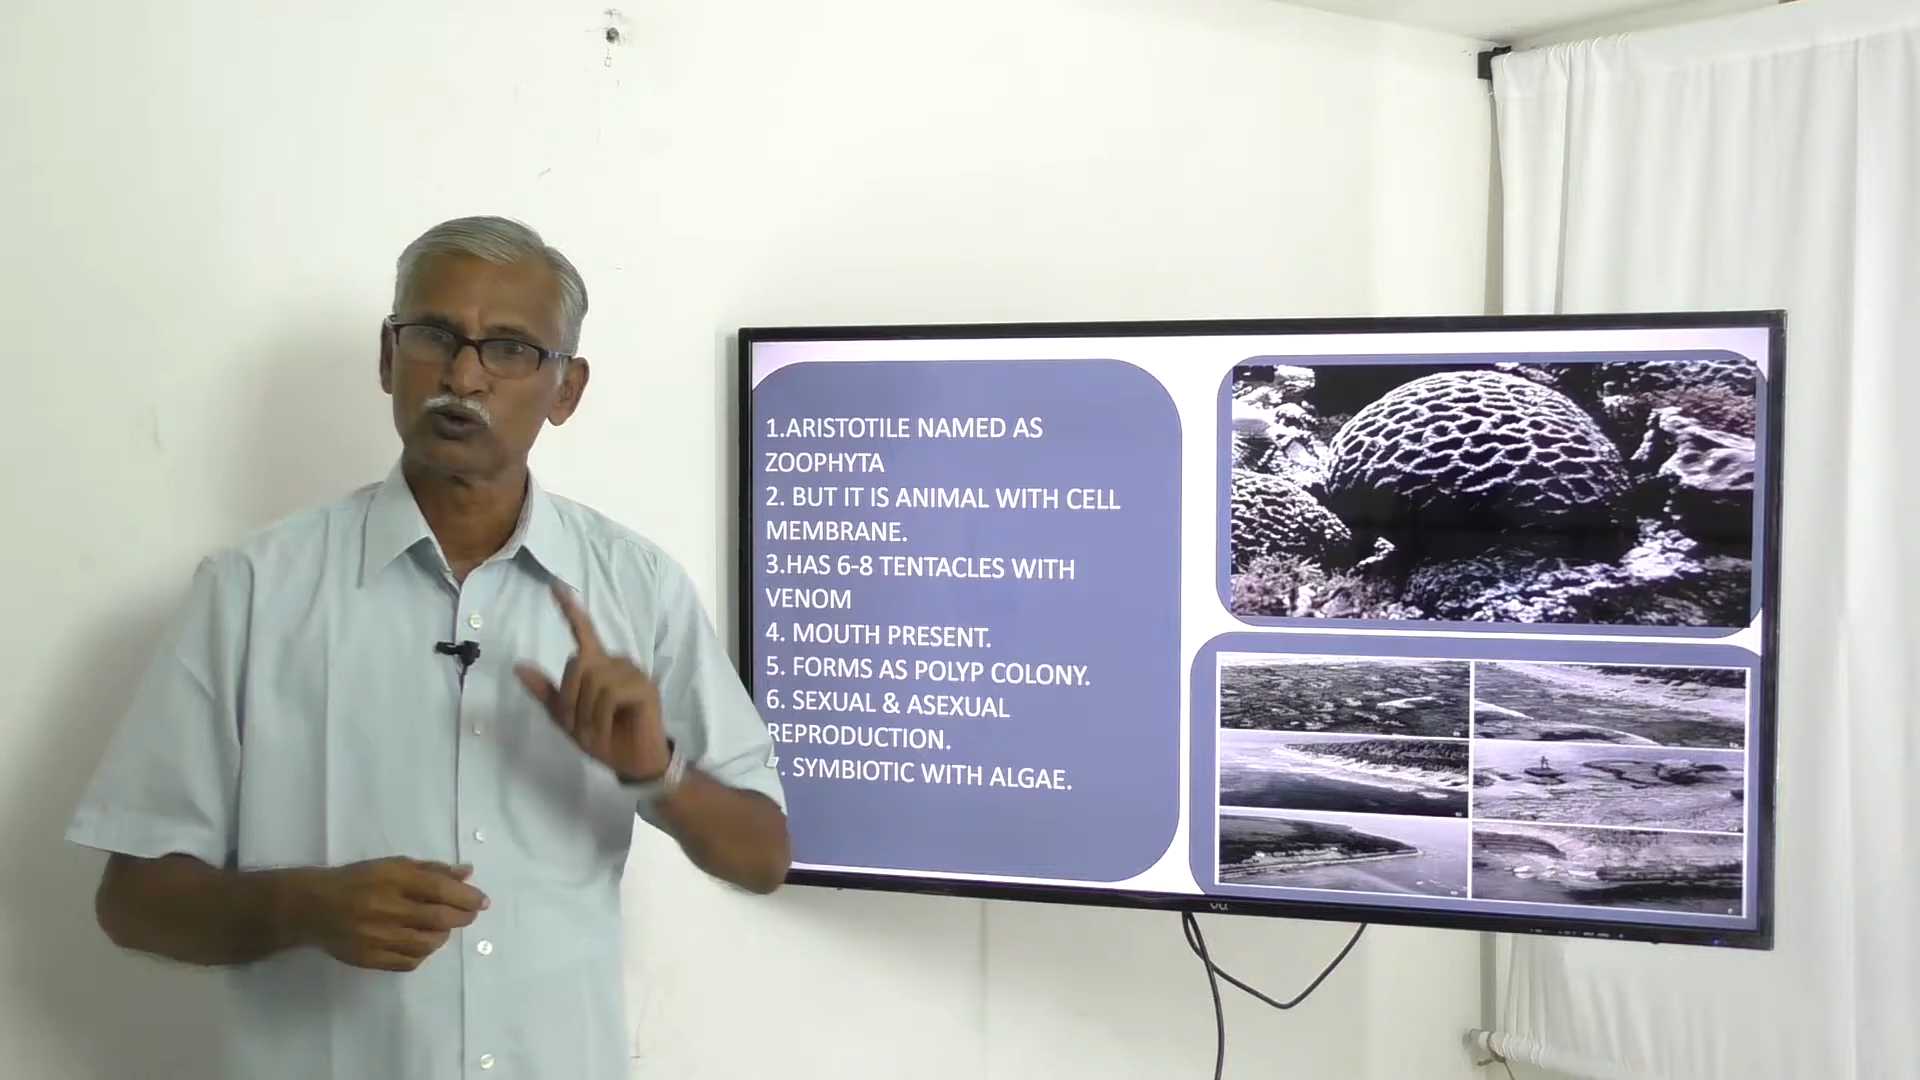 1.ARISTOTILE NAMED AS
ZOOPHYTA
2. BUT IT IS ANIMAL WITH CELL
MEMBRANE.
3.HAS 6-8 TENTACLES WITH
VENOM
4. MOUTH PRESENT.
5. FORMS AS POLYP COLONY.
6. SEXUAL & ASEXUAL
REPRODUCTION.
7. SYMBIOTIC WITH ALGAE.